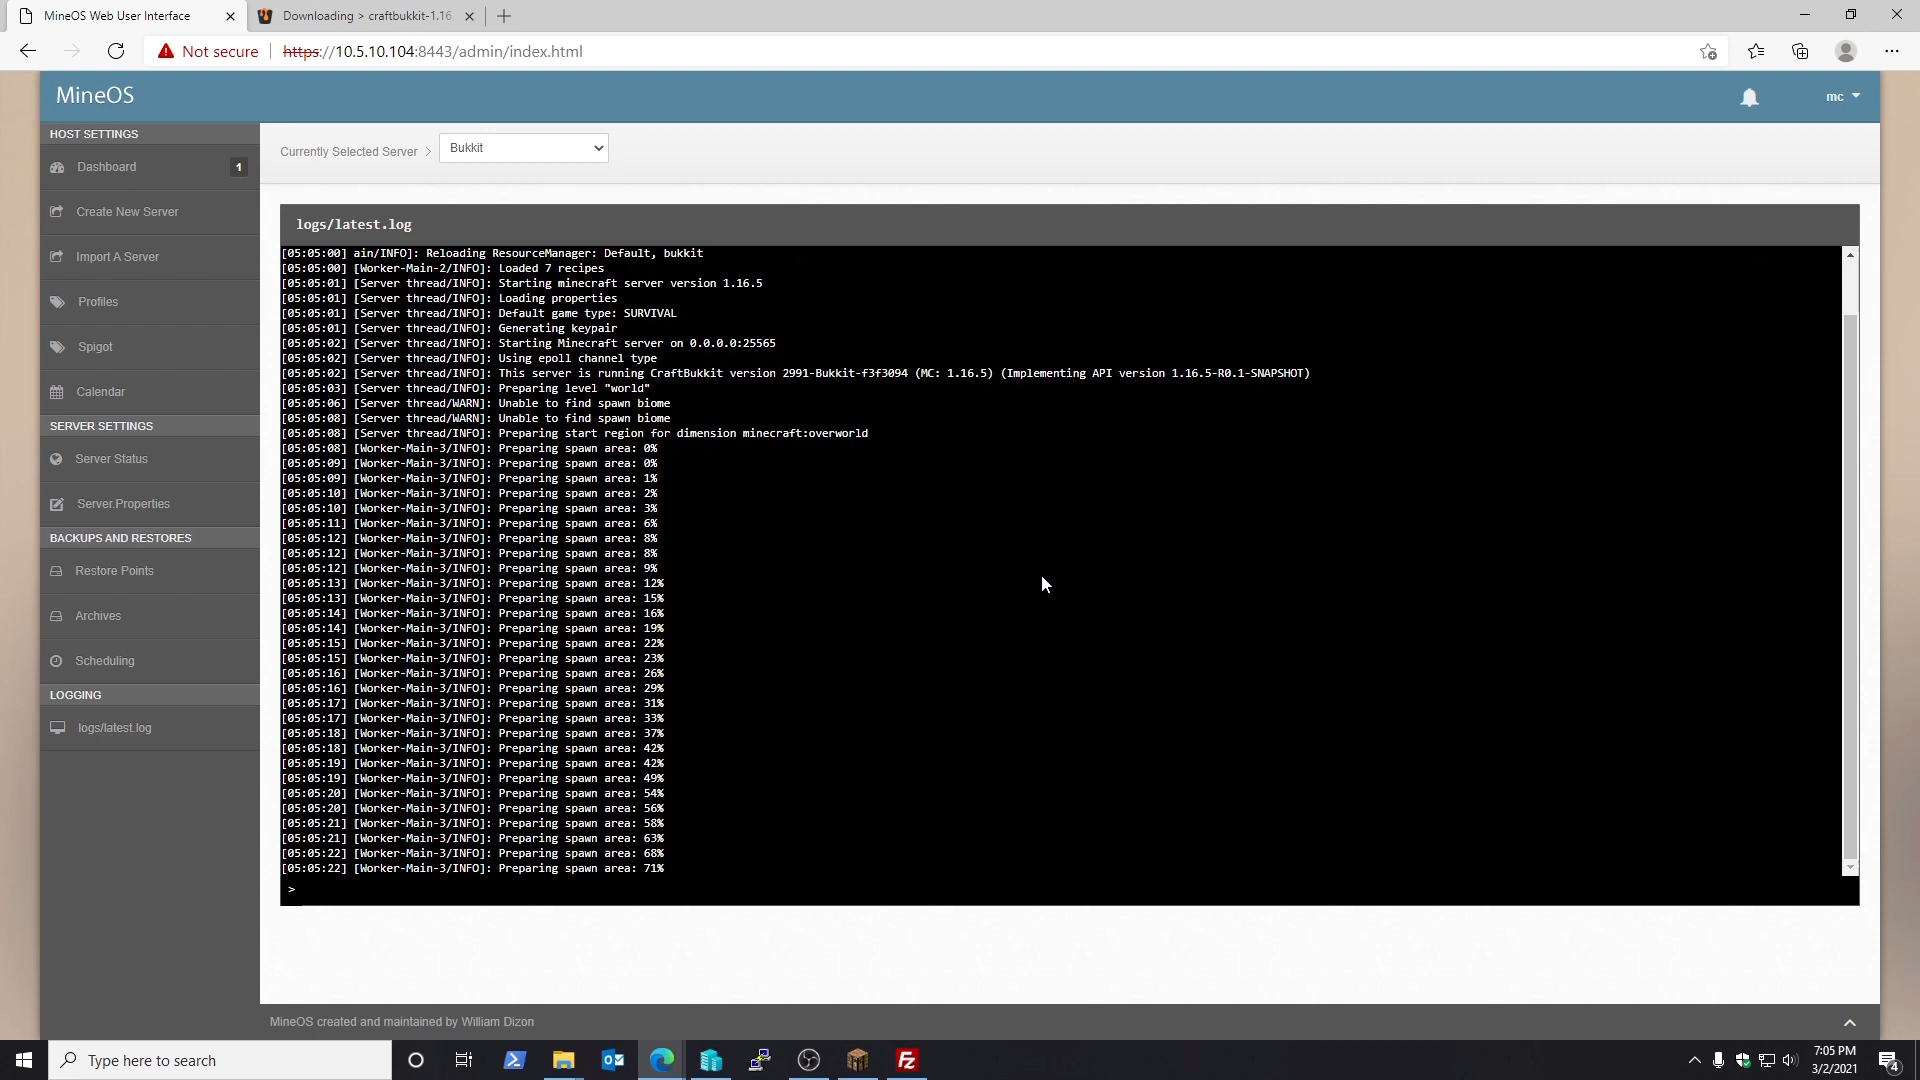 MineOS Web User Interface
Downloading > craftbukkit-1.16.
Not secure
https://10.5.10.104:8443/admin/index.html
MineOS
mc
HOST SETTINGS
Dashboard
1
Create New Server
Import A Server
Profiles
Spigot
Calendar
SERVER SETTINGS
Server Status
Server.Properties
BACKUPS AND RESTORES
Restore Points
Archives
Scheduling
LOGGING
logs/latest.log
Currently Selected Server
Bukkit
logs/latest.log
[05:05:00] ain/INFO]: Reloading ResourceManager: Default, bukkit
[05:05:00] [Worker-Main-2/INFO]: Loaded 7 recipes
[05:05:01] [Server thread/INFO]: Starting minecraft server version 1.16.5
[05:05:01] [Server thread/INFO]: Loading properties
[05:05:01] [Server thread/INFO]: Default game type: SURVIVAL
[05:05:01] [Server thread/INFO]: Generating keypair
[05:05:02] [Server thread/INFO]: Starting Minecraft server on 0.0.0.0:25565
[05:05:02] [Server thread/INFO]: Using epoll channel type
[05:05:02] [Server thread/INFO]: This server is running CraftBukkit version 2991-Bukkit-f3f3094 (MC: 1.16.5) (Implementing API version 1.16.5-R0.1-SNAPSHOT)
[05:05:03] [Server thread/INFO]: Preparing level "world"
[05:05:06] [Server thread/WARN]: Unable to find spawn biome
[05:05:08] [Server thread/WARN]: Unable to find spawn biome
[05:05:08] [Server thread/INFO]: Preparing start region for dimension minecraft:overworld
[05:05:08] [Worker-Main-3/INFO]: Preparing spawn area: 0%
[05:05:09] [Worker-Main-3/INFO]: Preparing spawn area: 0%
[05:05:09] [Worker-Main-3/INFO]: Preparing spawn area: 1%
[05:05:10] [Worker-Main-3/INFO]: Preparing spawn area: 2%
[05:05:10] [Worker-Main-3/INFO]: Preparing spawn area: 3%
[05:05:11] [Worker-Main-3/INFO]: Preparing spawn area: 6%
[05:05:12] [Worker-Main-3/INFO]: Preparing spawn area: 8%
[05:05:12] [Worker-Main-3/INFO]: Preparing spawn area: 8%
[05:05:12] [Worker-Main-3/INFO]: Preparing spawn area: 9%
[05:05:13] [Worker-Main-3/INFO]: Preparing spawn area: 12%
[05:05:13] [Worker-Main-3/INFO]: Preparing spawn area: 15%
[05:05:14] [Worker-Main-3/INFO]: Preparing spawn area: 16%
[05:05:14] [Worker-Main-3/INFO]: Preparing spawn area: 19%
[05:05:15] [Worker-Main-3/INFO]: Preparing spawn area: 22%
[05:05:15] [Worker-Main-3/INFO]: Preparing spawn area: 23%
[05:05:16] [Worker-Main-3/INFO]: Preparing spawn area: 26%
[05:05:16] [Worker-Main-3/INFO]: Preparing spawn area: 29%
[05:05:17] [Worker-Main-3/INFO]: Preparing spawn area: 31%
[05:05:17] [Worker-Main-3/INFO]: Preparing spawn area: 33%
[05:05:18] [Worker-Main-3/INFO]: Preparing spawn area: 37%
[05:05:18] [Worker-Main-3/INFO]: Preparing spawn area: 42%
[05:05:19] [Worker-Main-3/INFO]: Preparing spawn area: 42%
[05:05:19] [Worker-Main-3/INFO]: Preparing spawn area: 49%
[05:05:20] [Worker-Main-3/INFO]: Preparing spawn area: 54%
[05:05:20] [Worker-Main-3/INFO]: Preparing spawn area: 56%
[05:05:21] [Worker-Main-3/INFO]: Preparing spawn area: 58%
[05:05:21] [Worker-Main-3/INFO]: Preparing spawn area: 63%
[05:05:22] [Worker-Main-3/INFO]: Preparing spawn area: 68%
[05:05:22] [Worker-Main-3/INFO]: Preparing spawn area: 71%
>
MineOS created and maintained by William Dizon
Type here to search
7:05 PM
3/2/2021
4